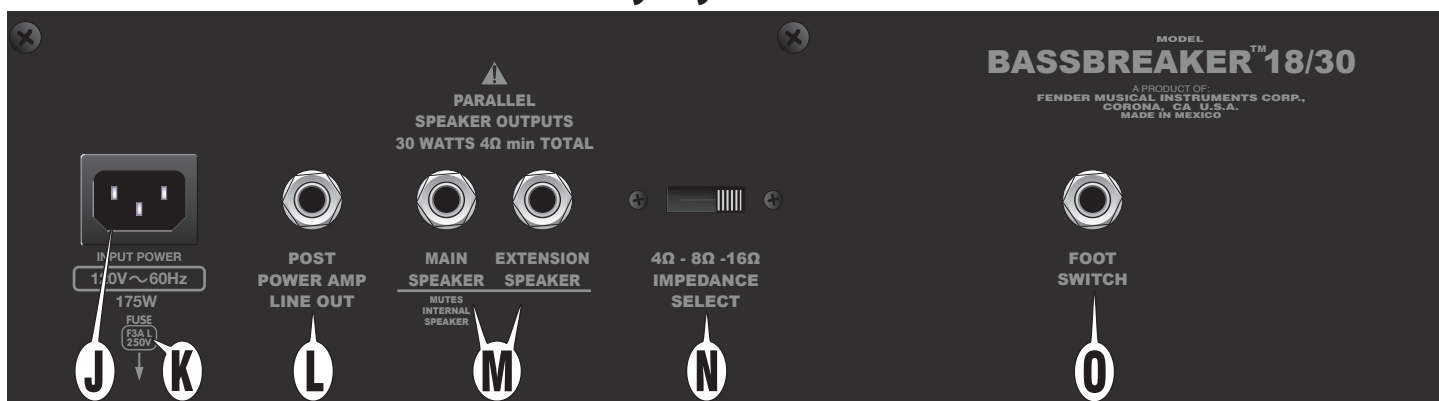 MODEL
BASSBREAKER™18/30
A PRODUCT OF:
FENDER MUSICAL INSTRUMENTS CORP.,
CORONA, CA U.S.A.
MADE IN MEXICO
PARALLEL
SPEAKER OUTPUTS
30 WATTS 4Ω min TOTAL
INPUT POWER
120V~60Hz
175W
FUSE
F3A L
250V
POST
POWER AMP
LINE OUT
MAIN
SPEAKER
MUTES
INTERNAL
SPEAKER
EXTENSION
SPEAKER
4Ω - 8Ω -16Ω
IMPEDANCE
SELECT
FOOT
SWITCH
J
K
L
M
N
O